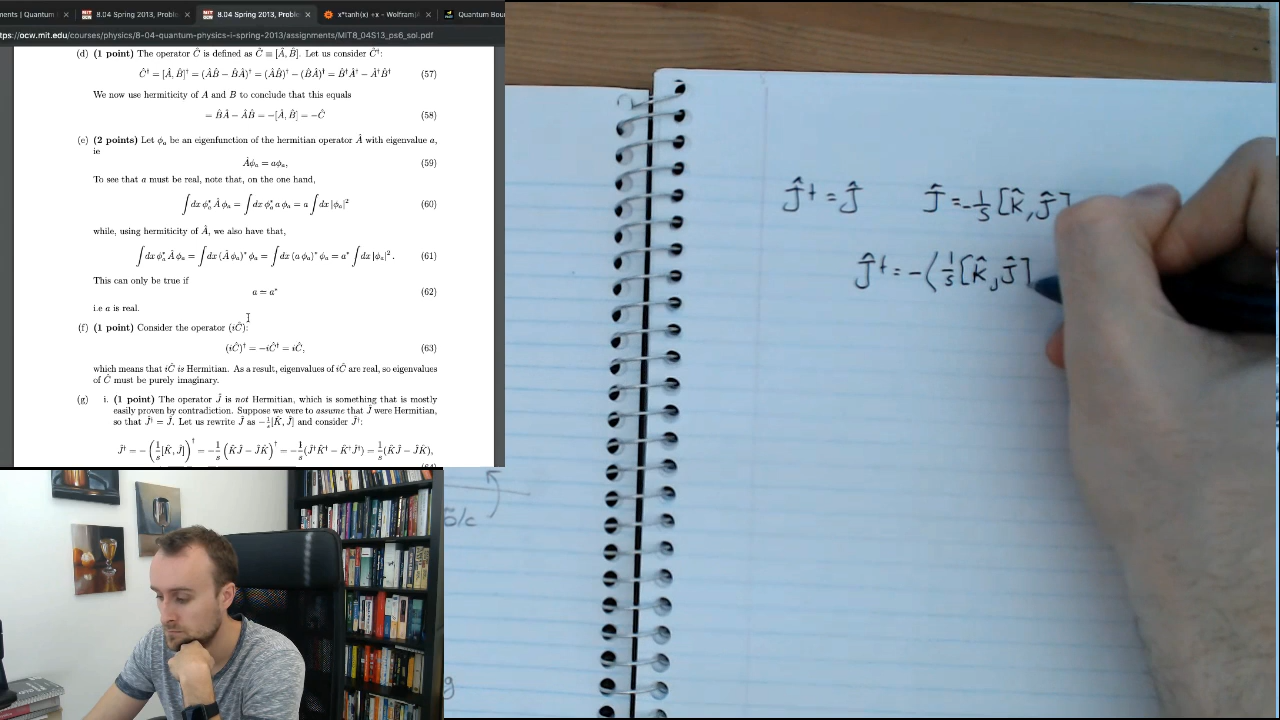 ments | Quantum
8.04 Spring 2013, Proble
8.04 Spring 2013, Proble
x*tanh(x) +x - Wolfram|A
Quantum Bou
https://ocw.mit.edu/courses/physics/8-04-quantum-physics-i-spring-2013/assignments/MIT8_04S13_ps6_sol.pdf
(d) (1 point) The operator Ĉ is defined as Ĉ ≡ [Â, B̂]. Let us consider Ĉ†:
Ĉ† = [Â, B̂]† = (ÂB̂ − B̂Â)† = (ÂB̂)† − (B̂Â)† = B̂†Â† − Â†B̂† (57)
We now use hermiticity of A and B to conclude that this equals
= B̂Â − ÂB̂ = −[Â, B̂] = −Ĉ (58)
(e) (2 points) Let ϕₐ be an eigenfunction of the hermitian operator Â with eigenvalue a,
ie
Âϕₐ = aϕₐ, (59)
To see that a must be real, note that, on the one hand,
∫dx ϕₐ* Â ϕₐ = ∫dx ϕₐ* a ϕₐ = a ∫dx |ϕₐ|² (60)
while, using hermiticity of Â, we also have that,
∫dx ϕₐ* Â ϕₐ = ∫dx (Â ϕₐ)* ϕₐ = ∫dx (a ϕₐ)* ϕₐ = a* ∫dx |ϕₐ|². (61)
This can only be true if
a = a* (62)
i.e a is real.
(f) (1 point) Consider the operator (iĈ):
(iĈ)† = −iĈ† = iĈ, (63)
which means that iĈ is Hermitian. As a result, eigenvalues of iĈ are real, so eigenvalues
of Ĉ must be purely imaginary.
(g) i. (1 point) The operator Ĵ is not Hermitian, which is something that is mostly
easily proven by contradiction. Suppose we were to assume that Ĵ were Hermitian,
so that Ĵ† = Ĵ. Let us rewrite Ĵ as −1/s[K̂, Ĵ] and consider Ĵ†:
Ĵ† = −(1/s[K̂, Ĵ])† = −1/s (K̂Ĵ − ĴK̂)† = −1/s(Ĵ†K̂† − K̂†Ĵ†) = 1/s(K̂Ĵ − ĴK̂),
Ĵ† = Ĵ Ĵ = -1/s [K̂, Ĵ]
Ĵ† = -(1/s [K̂, Ĵ]